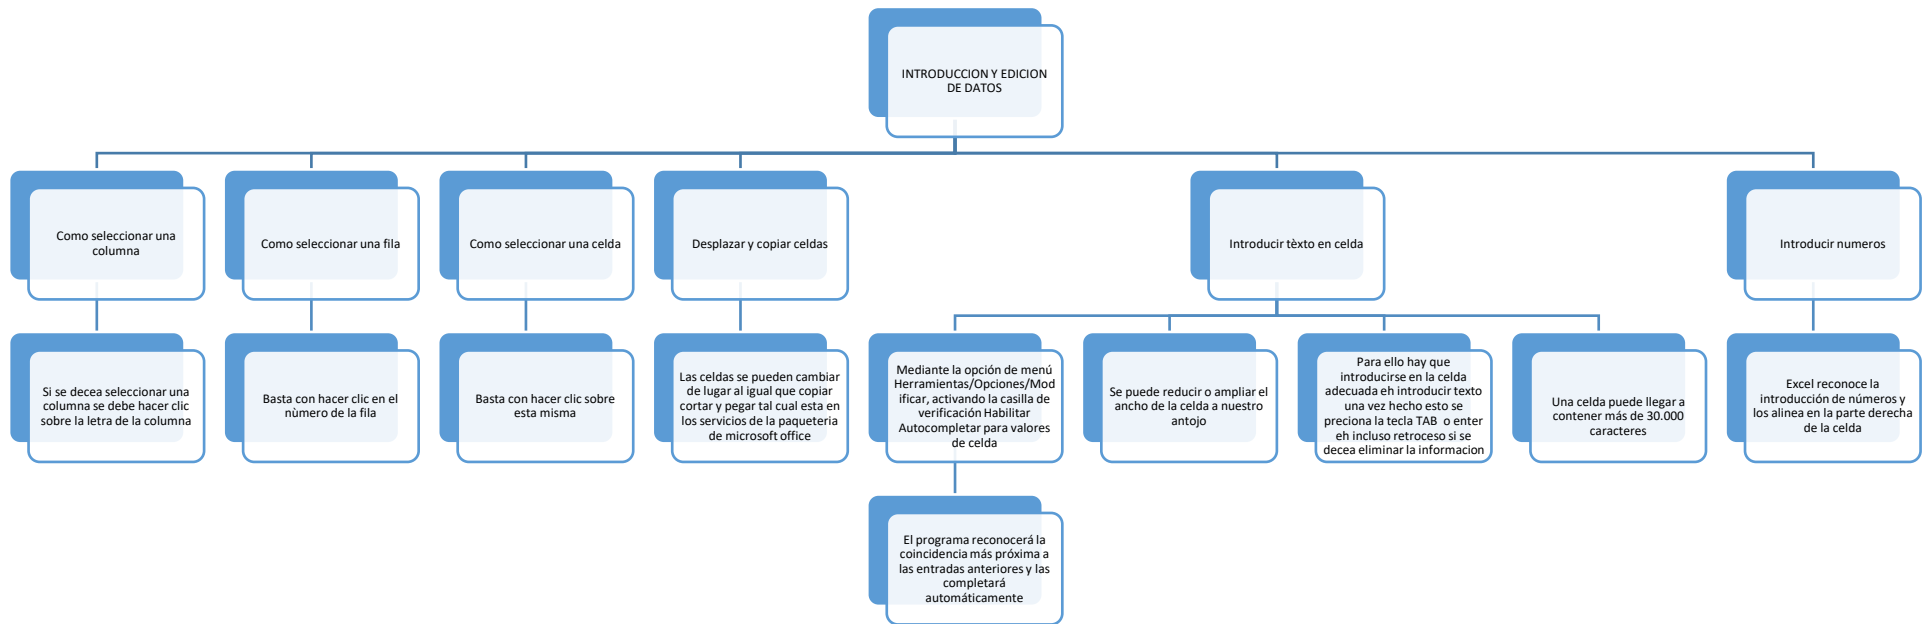 INTRODUCCION Y EDICION
DE DATOS
Como seleccionar una
columna
Como seleccionar una fila
Como seleccionar una celda
Desplazar y copiar celdas
Introducir tèxto en celda
Introducir numeros
Si se decea seleccionar una
columna se debe hacer clic
sobre la letra de la columna
Basta con hacer clic en el
nùmero de la fila
Basta con hacer clic sobre
esta misma
Las celdas se pueden cambiar
de lugar al igual que copiar
cortar y pegar tal cual esta en
los servicios de la paqueteria
de microsoft office
Mediante la opción de menú
Herramientas/Opciones/Mod
ificar, activando la casilla de
verificación Habilitar
Autocompletar para valores
de celda
Se puede reducir o ampliar el
ancho de la celda a nuestro
antojo
Para ello hay que
introducirse en la celda
adecuada eh introducir texto
una vez hecho esto se
preciona la tecla TAB  o enter
eh incluso retroceso si se
decea eliminar la informacion
Una celda puede llegar a
contener más de 30.000
caracteres
Excel reconoce la
introducción de números y
los alinea en la parte derecha
de la celda
El programa reconocerá la
coincidencia más próxima a
las entradas anteriores y las
completará
automáticamente